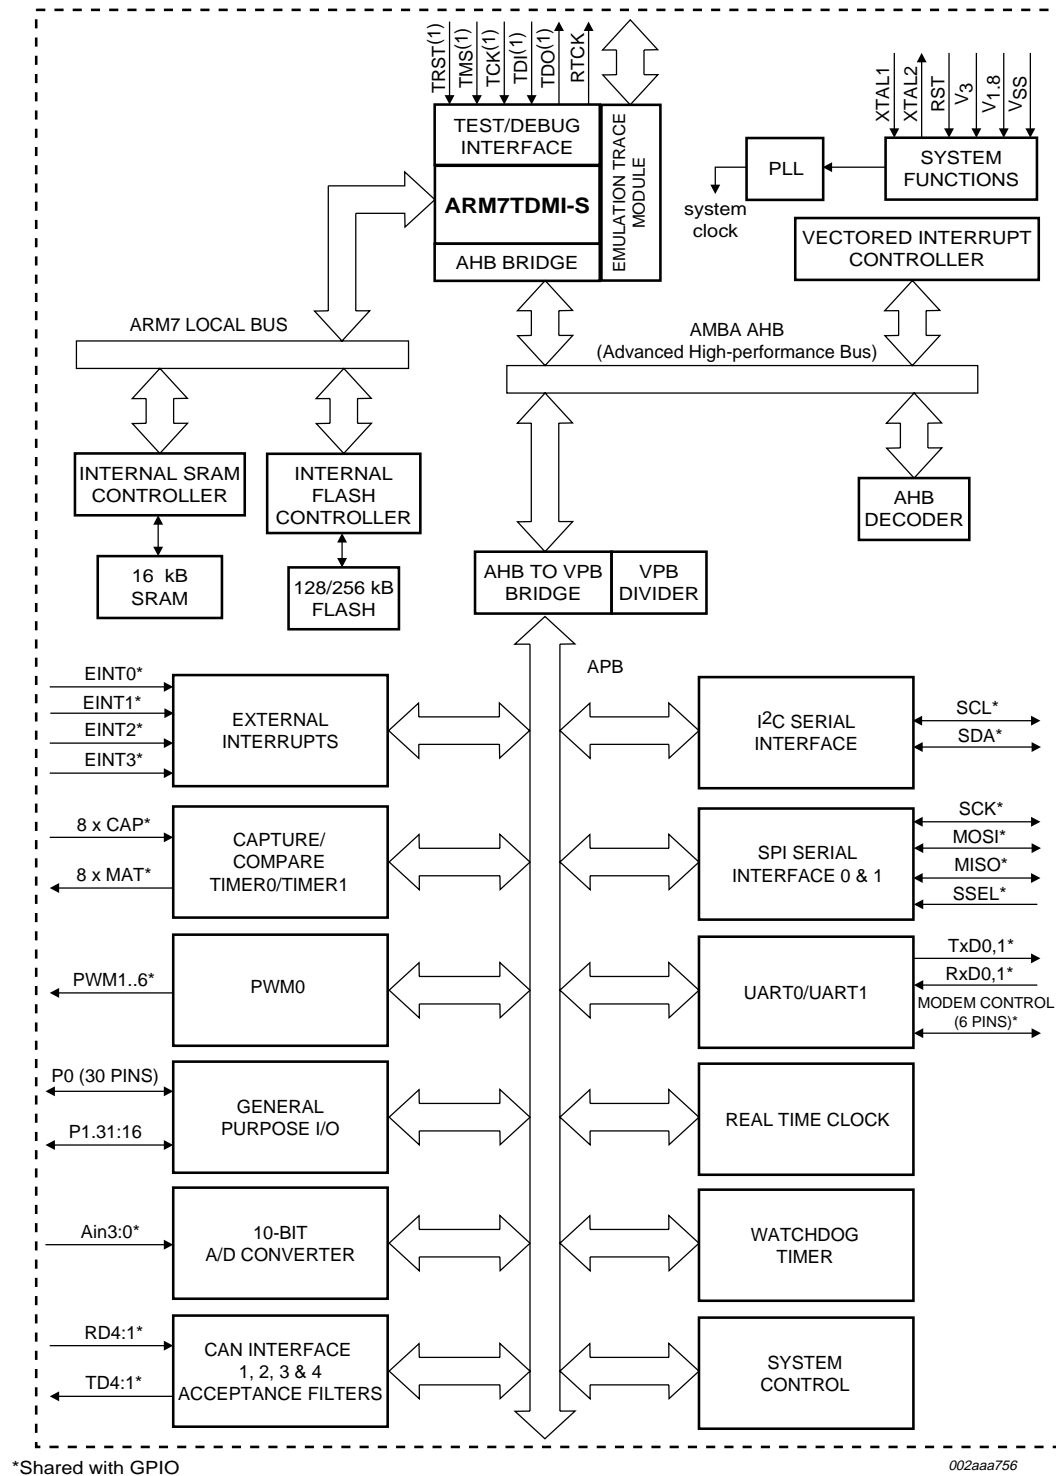 TRST(1)
TMS(1)
TCK(1)
TDI(1)
TDO(1)
RTCK
XTAL1
XTAL2
RST
V3
V1.8
VSS
TEST/DEBUG
INTERFACE
EMULATION TRACE
MODULE
ARM7TDMI-S
AHB BRIDGE
PLL
SYSTEM
FUNCTIONS
system
clock
VECTORED INTERRUPT
CONTROLLER
ARM7 LOCAL BUS
AMBA AHB
(Advanced High-performance Bus)
INTERNAL SRAM
CONTROLLER
INTERNAL
FLASH
CONTROLLER
AHB
DECODER
16 kB
SRAM
128/256 kB
FLASH
AHB TO VPB
BRIDGE
VPB
DIVIDER
APB
EINT0*
EINT1*
EINT2*
EINT3*
EXTERNAL
INTERRUPTS
I2C SERIAL
INTERFACE
SCL*
SDA*
8 x CAP*
8 x MAT*
CAPTURE/
COMPARE
TIMER0/TIMER1
SPI SERIAL
INTERFACE 0 & 1
SCK*
MOSI*
MISO*
SSEL*
PWM1..6*
PWM0
UART0/UART1
TxD0,1*
RxD0,1*
MODEM CONTROL
(6 PINS)*
P0 (30 PINS)
P1.31:16
GENERAL
PURPOSE I/O
REAL TIME CLOCK
Ain3:0*
10-BIT
A/D CONVERTER
WATCHDOG
TIMER
RD4:1*
TD4:1*
CAN INTERFACE
1, 2, 3 & 4
ACCEPTANCE FILTERS
SYSTEM
CONTROL
*Shared with GPIO
002aaa756